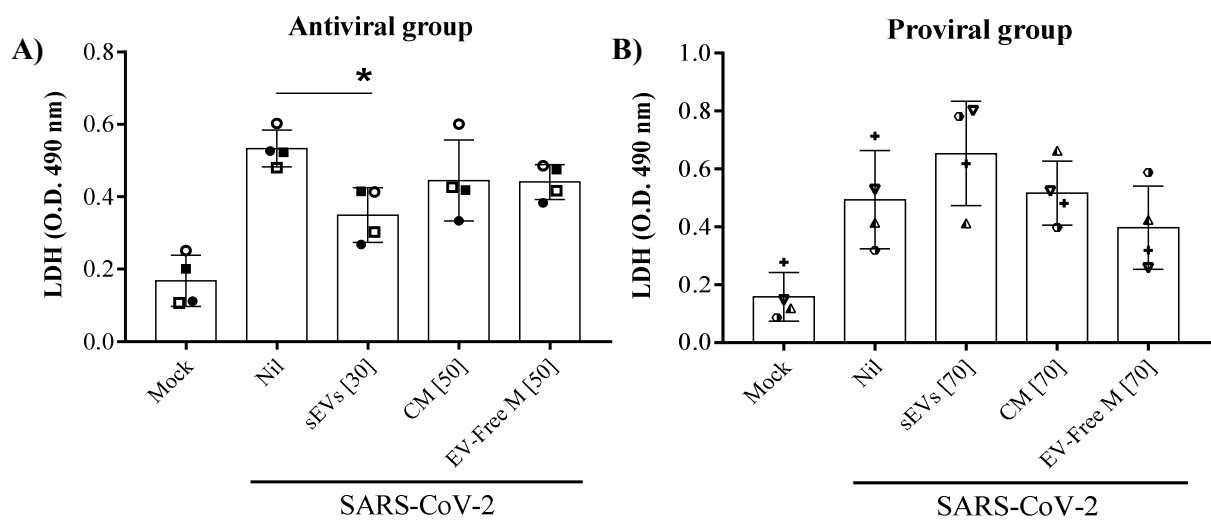 A)
Antiviral group
LDH (O.D. 490 nm)
0.8
0.6
0.4
0.2
0.0
*
Mock
Nil
sEVs [30]
CM [50]
EV-Free M [50]
SARS-CoV-2
B)
Proviral group
LDH (O.D. 490 nm)
1.0
0.8
0.6
0.4
0.2
0.0
Mock
Nil
sEVs [70]
CM [70]
EV-Free M [70]
SARS-CoV-2